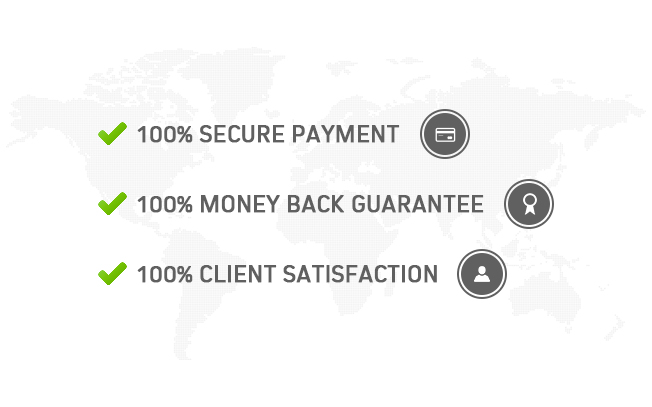 100% SECURE PAYMENT
100% MONEY BACK GUARANTEE
100% CLIENT SATISFACTION